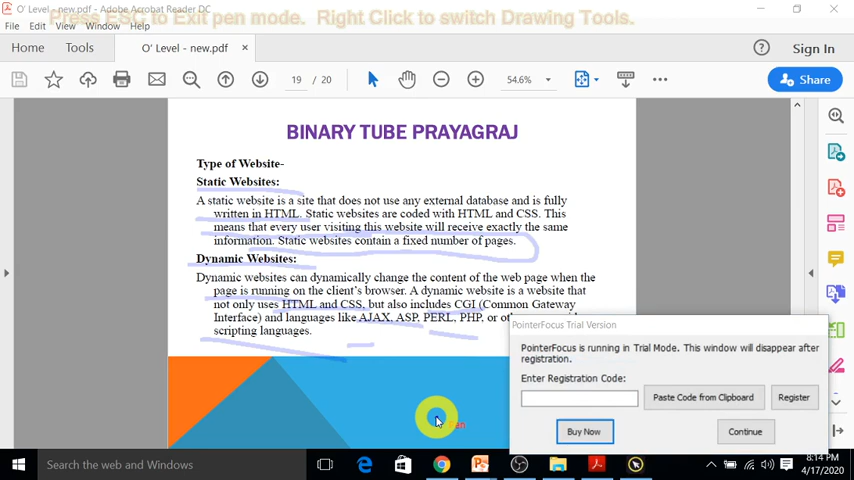 O' Level - new.pdf - Adobe Acrobat Reader DC
Press ESC to Exit pen mode. Right Click to switch Drawing Tools.
File Edit View Window Help
Home Tools O' Level - new.pdf × Sign In
19 / 20 54.6% Share
BINARY TUBE PRAYAGRAJ
Type of Website-
Static Websites:
A static website is a site that does not use any external database and is fully
written in HTML. Static websites are coded with HTML and CSS. This
means that every user visiting this website will receive exactly the same
information. Static websites contain a fixed number of pages.
Dynamic Websites:
Dynamic websites can dynamically change the content of the web page when the
page is running on the client's browser. A dynamic website is a website that
not only uses HTML and CSS, but also includes CGI (Common Gateway
Interface) and languages like AJAX, ASP, PERL, PHP, or
scripting languages.
PointerFocus Trial Version
PointerFocus is running in Trial Mode. This window will disappear after
registration.
Enter Registration Code:
Paste Code from Clipboard Register
Buy Now Continue
Pen
Search the web and Windows
8:14 PM
4/17/2020